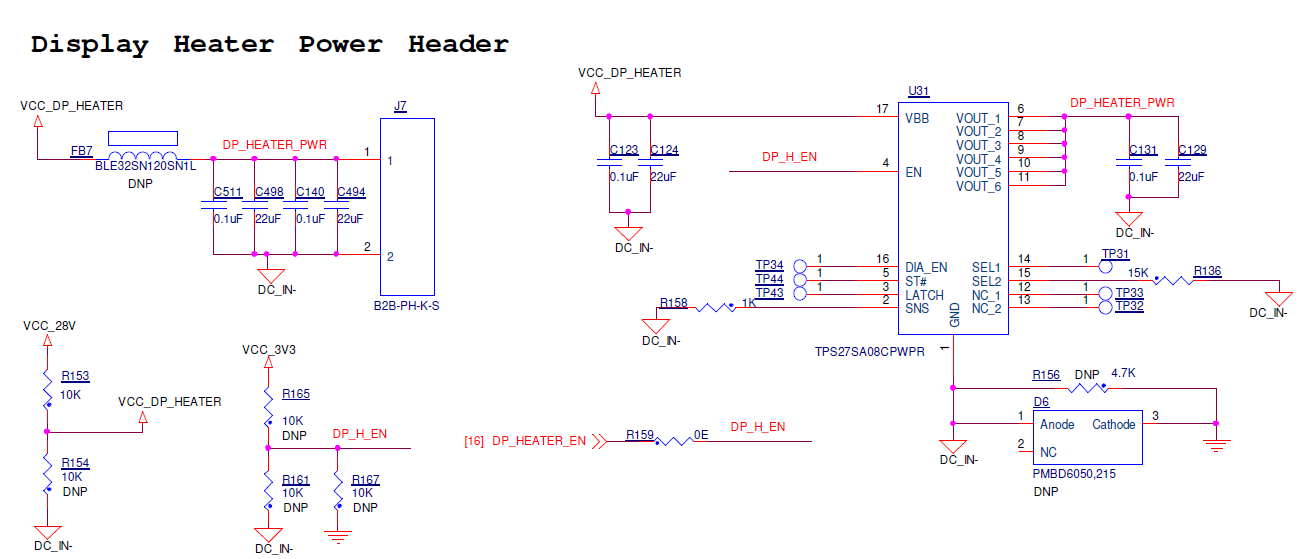 Display Heater Power Header
VCC_DP_HEATER
FB7
BLE32SN120SN1L
DNP
DP_HEATER_PWR
C511
0.1uF
C498
22uF
C140
0.1uF
C494
22uF
DC_IN-
J7
1
1
2
2
B2B-PH-K-S
VCC_DP_HEATER
C123
0.1uF
C124
22uF
DC_IN-
DP_H_EN
U31
17
VBB
4
EN
16
DIA_EN
5
ST#
3
LATCH
2
SNS
VOUT_1
6
VOUT_2
7
VOUT_3
8
VOUT_4
9
VOUT_5
10
VOUT_6
11
SEL1
14
SEL2
15
NC_1
12
NC_2
13
GND
1
TPS27SA08CPWPR
DP_HEATER_PWR
C131
0.1uF
C129
22uF
DC_IN-
TP34
1
TP44
1
TP43
1
R158
1K
DC_IN-
1
TP31
15K
R136
1
TP33
1
TP32
DC_IN-
VCC_28V
R153
10K
VCC_DP_HEATER
R154
10K
DNP
DC_IN-
VCC_3V3
R165
10K
DNP
DP_H_EN
R161
10K
DNP
R167
10K
DNP
DC_IN-
[16] DP_HEATER_EN
R159
0E
DP_H_EN
R156
DNP
4.7K
D6
1
Anode
Cathode
3
2
NC
PMBD6050,215
DNP
DC_IN-